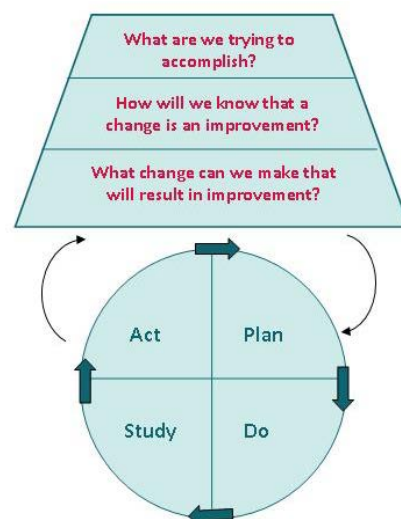 What are we trying to
accomplish?
How will we know that a
change is an improvement?
What change can we make that
will result in improvement?
Act
Plan
Study
Do